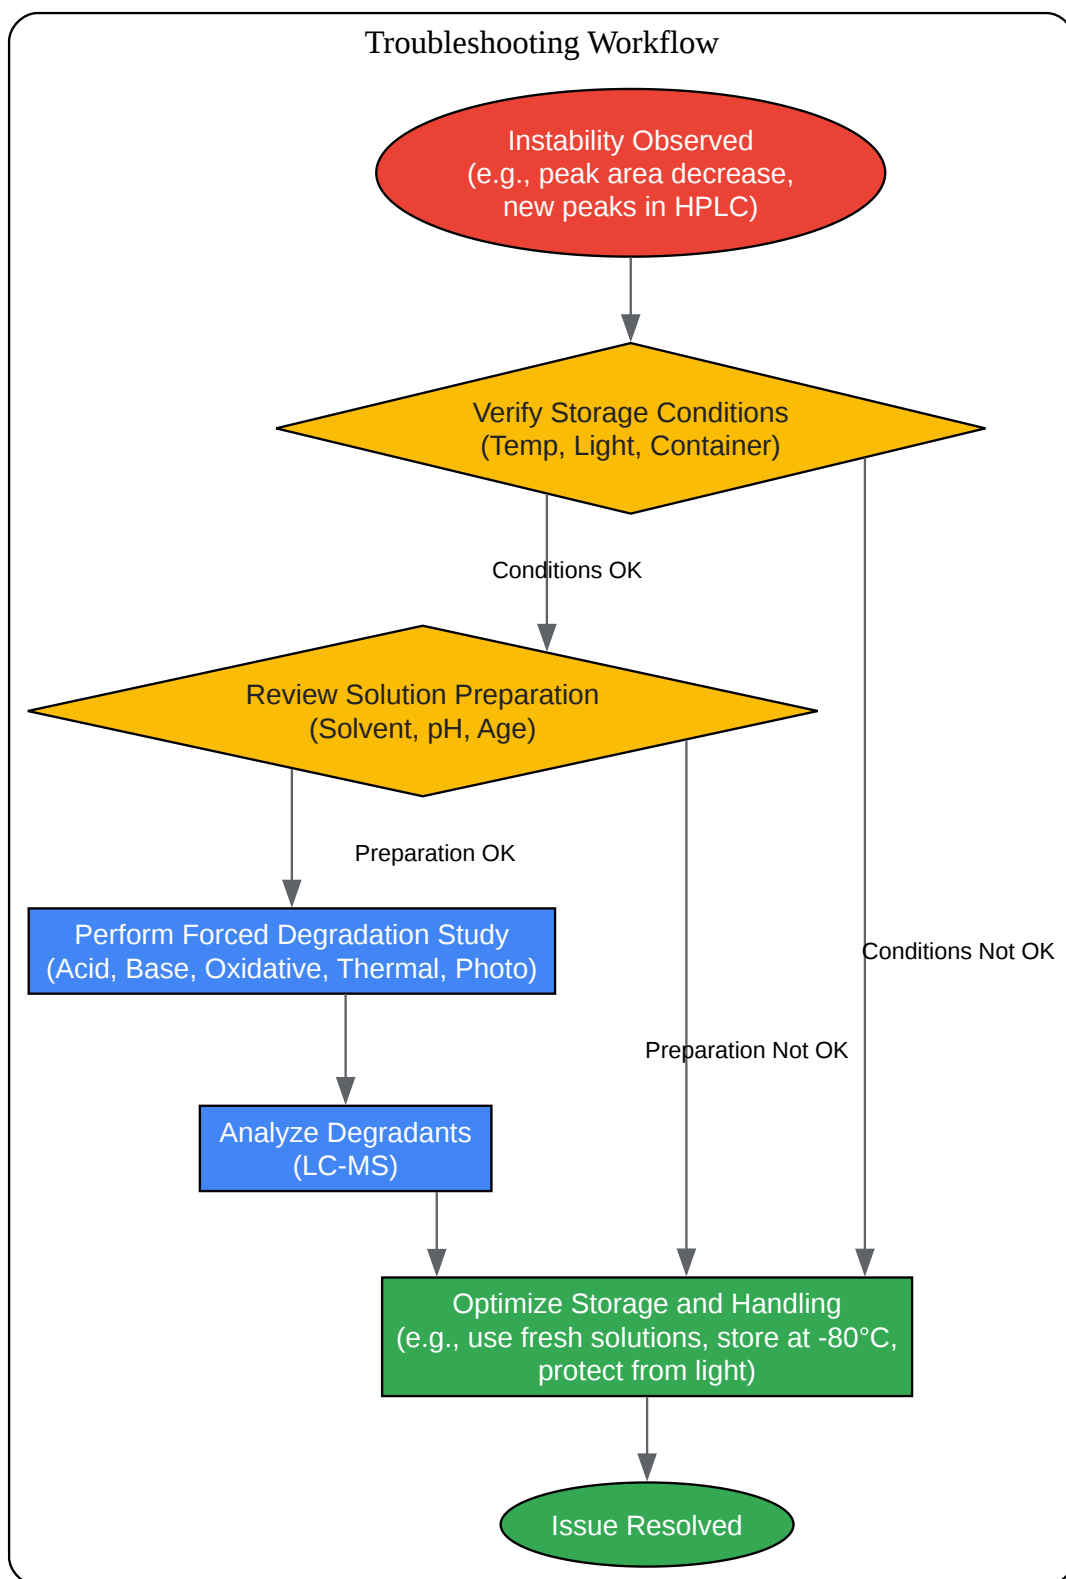 Troubleshooting Workflow
Instability Observed
(e.g., peak area decrease,
new peaks in HPLC)
Verify Storage Conditions
(Temp, Light, Container)
Conditions OK
Review Solution Preparation
(Solvent, pH, Age)
Preparation OK
Perform Forced Degradation Study
(Acid, Base, Oxidative, Thermal, Photo)
Conditions Not OK
Preparation Not OK
Analyze Degradants
(LC-MS)
Optimize Storage and Handling
(e.g., use fresh solutions, store at -80°C,
protect from light)
Issue Resolved